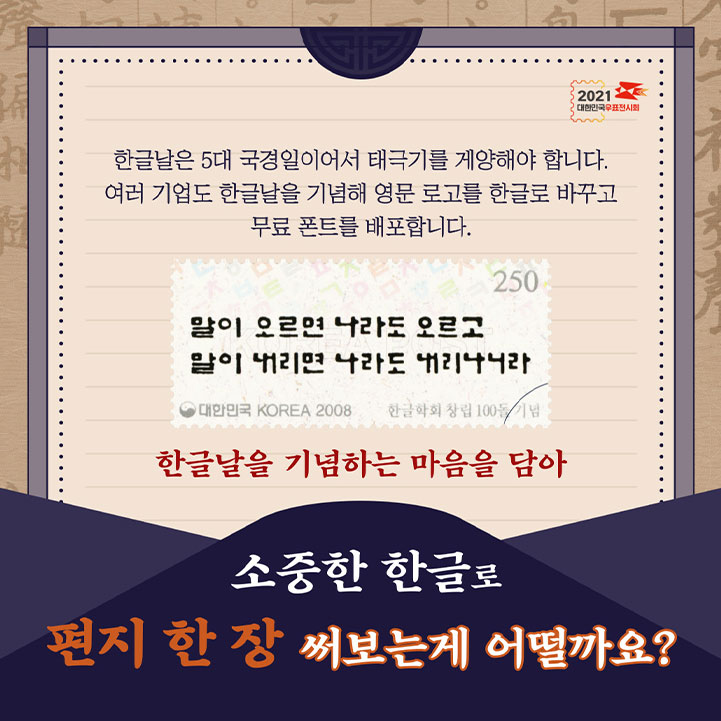 2021
대한민국우표전시회
한글날은 5대 국경일이어서 태극기를 게양해야 합니다.
여러 기업도 한글날을 기념해 영문 로고를 한글로 바꾸고
무료 폰트를 배포합니다.
250
말이 오르면 나라도 오르고
말이 내리면 나라도 내리나니라
대한민국 KOREA 2008
한글학회 창립 100돌 기념
한글날을 기념하는 마음을 담아
소중한 한글로
편지 한 장 써보는게 어떨까요?